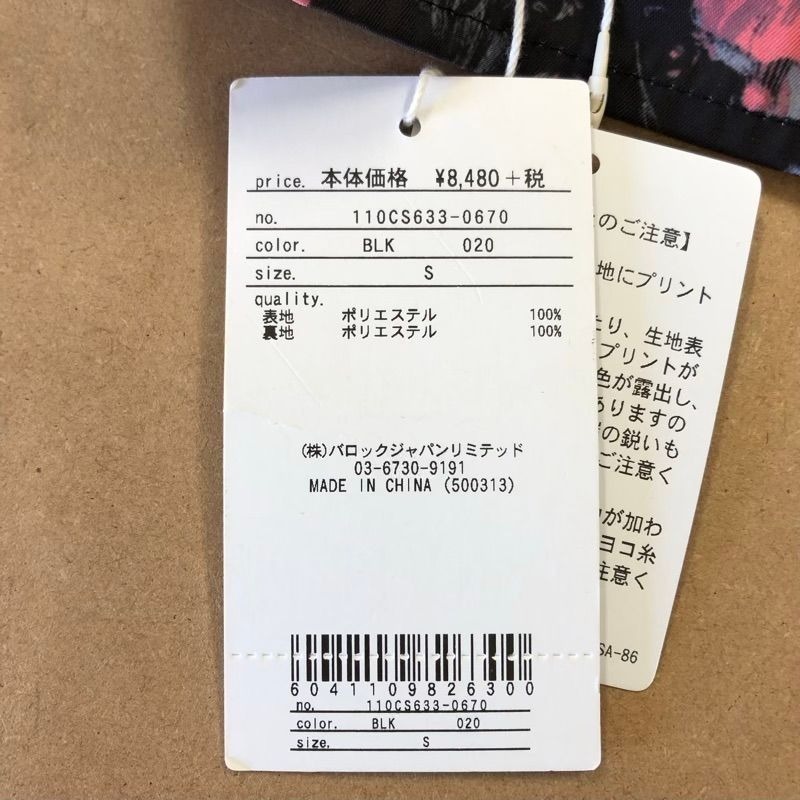 price. 本体価格 ¥8,480+税
no. 110CS633-0670
color. BLK 020
size. S
quality.
表地 ポリエステル 100%
裏地 ポリエステル 100%
(株)バロックジャパンリミテッド
03-6730-9191
MADE IN CHINA (500313)
6041109826300
no. 110CS633-0670
color. BLK 020
size. S
のご注意】
地にプリント
たり、生地表
プリントが
色が露出し、
ありますの
の鋭いも
ご注意く
が加わ
ヨコ糸
注意く
SA-86